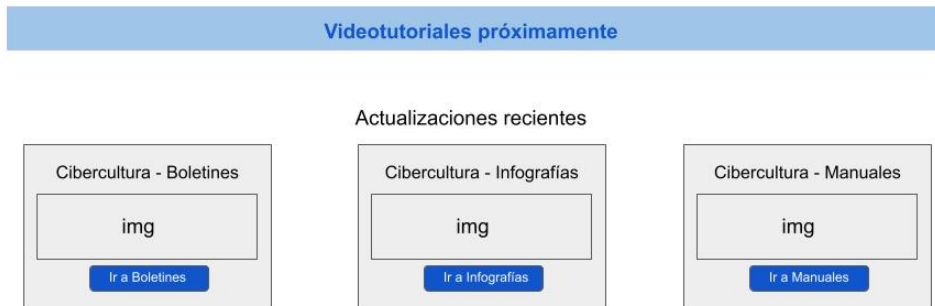 Videotutoriales próximamente
Actualizaciones recientes
Cibercultura - Boletines
img
Ir a Boletines
Cibercultura - Infografías
img
Ir a Infografías
Cibercultura - Manuales
img
Ir a Manuales